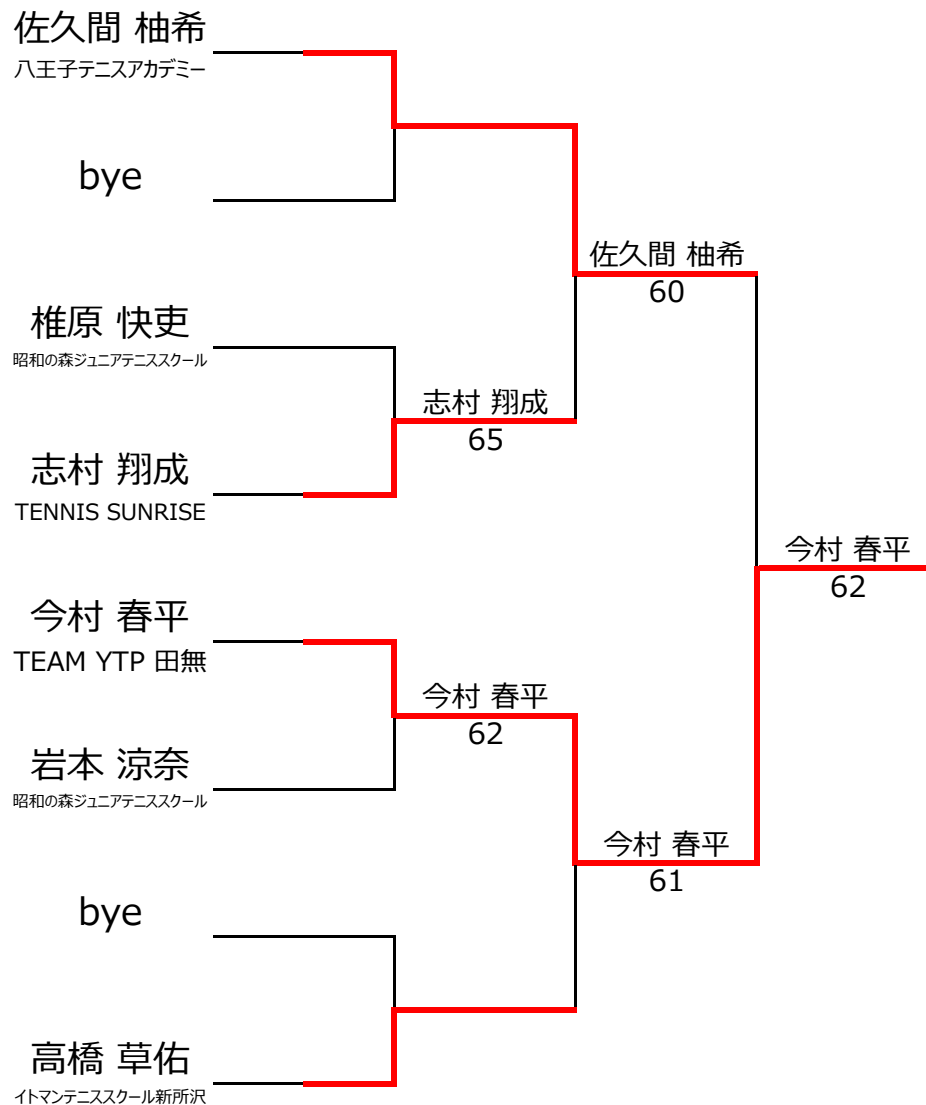 佐久間 柚希
八王子テニスアカデミー
bye
佐久間 柚希
60
椎原 快吏
昭和の森ジュニアテニススクール
志村 翔成
65
志村 翔成
TENNIS SUNRISE
今村 春平
62
今村 春平
TEAM YTP 田無
今村 春平
62
岩本 涼奈
昭和の森ジュニアテニススクール
今村 春平
61
bye
高橋 草佑
イトマンテニススクール新所沢